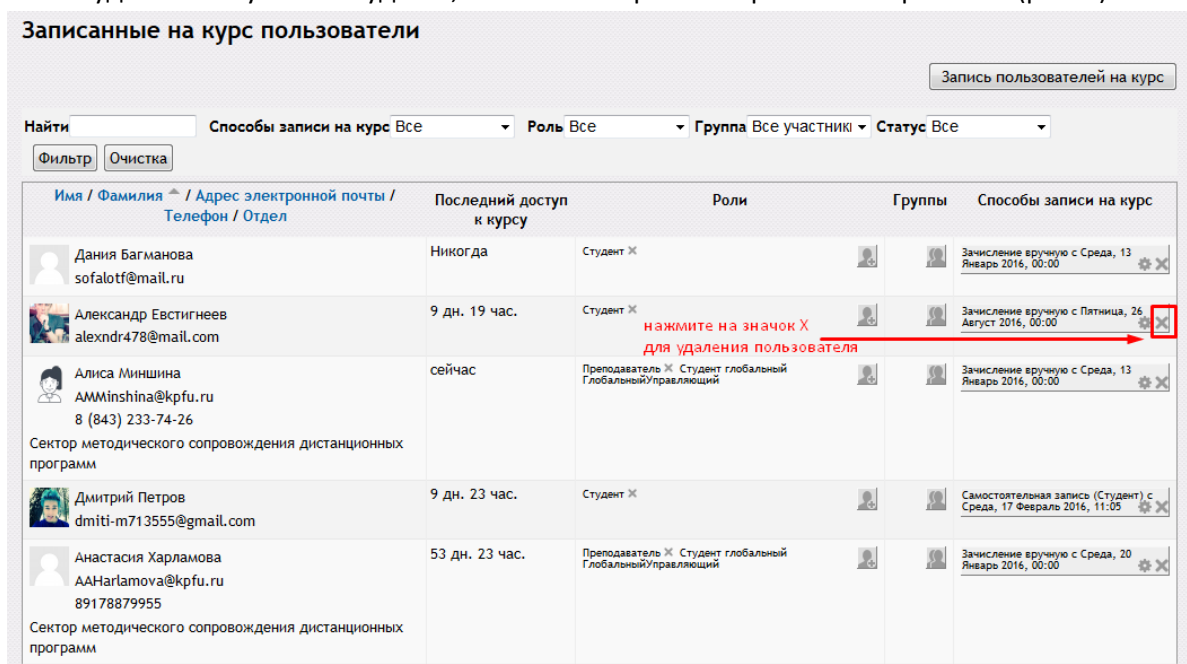 Записанные на курс пользователи
Запись пользователей на курс
Найти Способы записи на курс Все Роль Все Группа Все участник Статус Все
Фильтр Очистка
Имя / Фамилия / Адрес электронной почты /
Телефон / Отдел
Последний доступ
к курсу
Роли
Группы
Способы записи на курс
Дания Багманова
sofalotf@mail.ru
Никогда
Студент
Зачисление вручную с Среда, 13
Январь 2016, 00:00
Александр Евстигнеев
alexndr478@mail.com
9 дн. 19 час.
Студент
нажмите на значок X
для удаления пользователя
Зачисление вручную с Пятница, 26
Август 2016, 00:00
Алиса Миншина
AMMinshina@kpfu.ru
8 (843) 233-74-26
Сектор методического сопровождения дистанционных
программ
сейчас
Преподаватель Студент глобальный
ГлобальныйУправляющий
Зачисление вручную с Среда, 13
Январь 2016, 00:00
Дмитрий Петров
dmiti-m713555@gmail.com
9 дн. 23 час.
Студент
Самостоятельная запись (Студент) с
Среда, 17 Февраль 2016, 11:05
Анастасия Харламова
AAHarlamova@kpfu.ru
89178879955
Сектор методического сопровождения дистанционных
программ
53 дн. 23 час.
Преподаватель Студент глобальный
ГлобальныйУправляющий
Зачисление вручную с Среда, 20
Январь 2016, 00:00